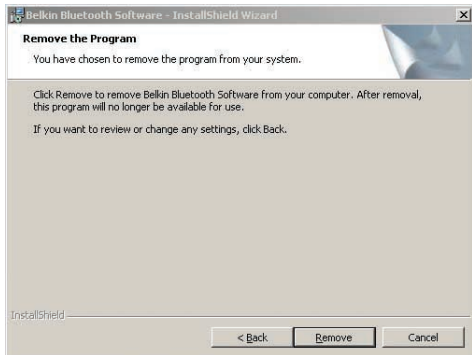 Belkin Bluetooth Software - InstallShield Wizard
Remove the Program
You have chosen to remove the program from your system.
Click Remove to remove Belkin Bluetooth Software from your computer. After removal,
this program will no longer be available for use.
If you want to review or change any settings, click Back.
InstallShield
< Back Remove Cancel